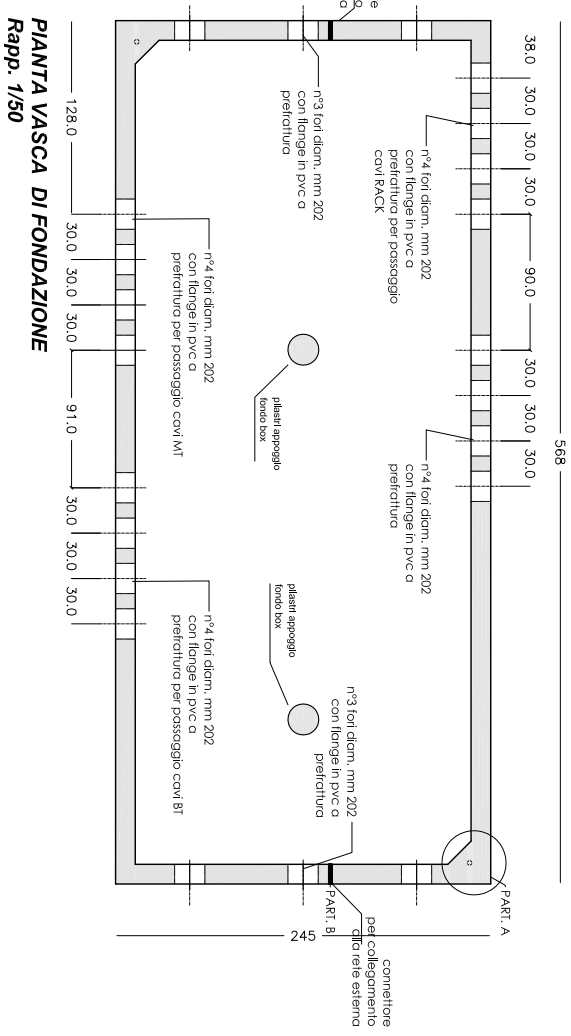 38.0
30.0
30.0
30.0
90.0
30.0
30.0
30.0
568
n°4 fori diam. mm 202
con flange in pvc a
prefrattura per passaggio
cavi RACK
n°4 fori diam. mm 202
con flange in pvc a
prefrattura
n°3 fori diam. mm 202
con flange in pvc a
prefrattura
n°3 fori diam. mm 202
con flange in pvc a
prefrattura
pilastri appoggio
fondo box
pilastri appoggio
fondo box
n°4 fori diam. mm 202
con flange in pvc a
prefrattura per passaggio cavi MT
n°4 fori diam. mm 202
con flange in pvc a
prefrattura per passaggio cavi BT
PART. A
PART. B
connettore
per collegamento
alla rete esterna
245
128.0
30.0
30.0
30.0
91.0
30.0
30.0
30.0
PIANTA VASCA DI FONDAZIONE
Rapp. 1/50